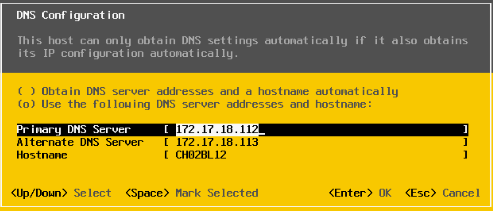 DNS Configuration
This host can only obtain DNS settings automatically if it also obtains
its IP configuration automatically.
( ) Obtain DNS server addresses and a hostname automatically
(o) Use the following DNS server addresses and hostname:
Primary DNS Server [ 172.17.18.112_ ]
Alternate DNS Server [ 172.17.18.113 ]
Hostname [ CH02BL12 ]
<Up/Down> Select <Space> Mark Selected <Enter> OK <Esc> Cancel